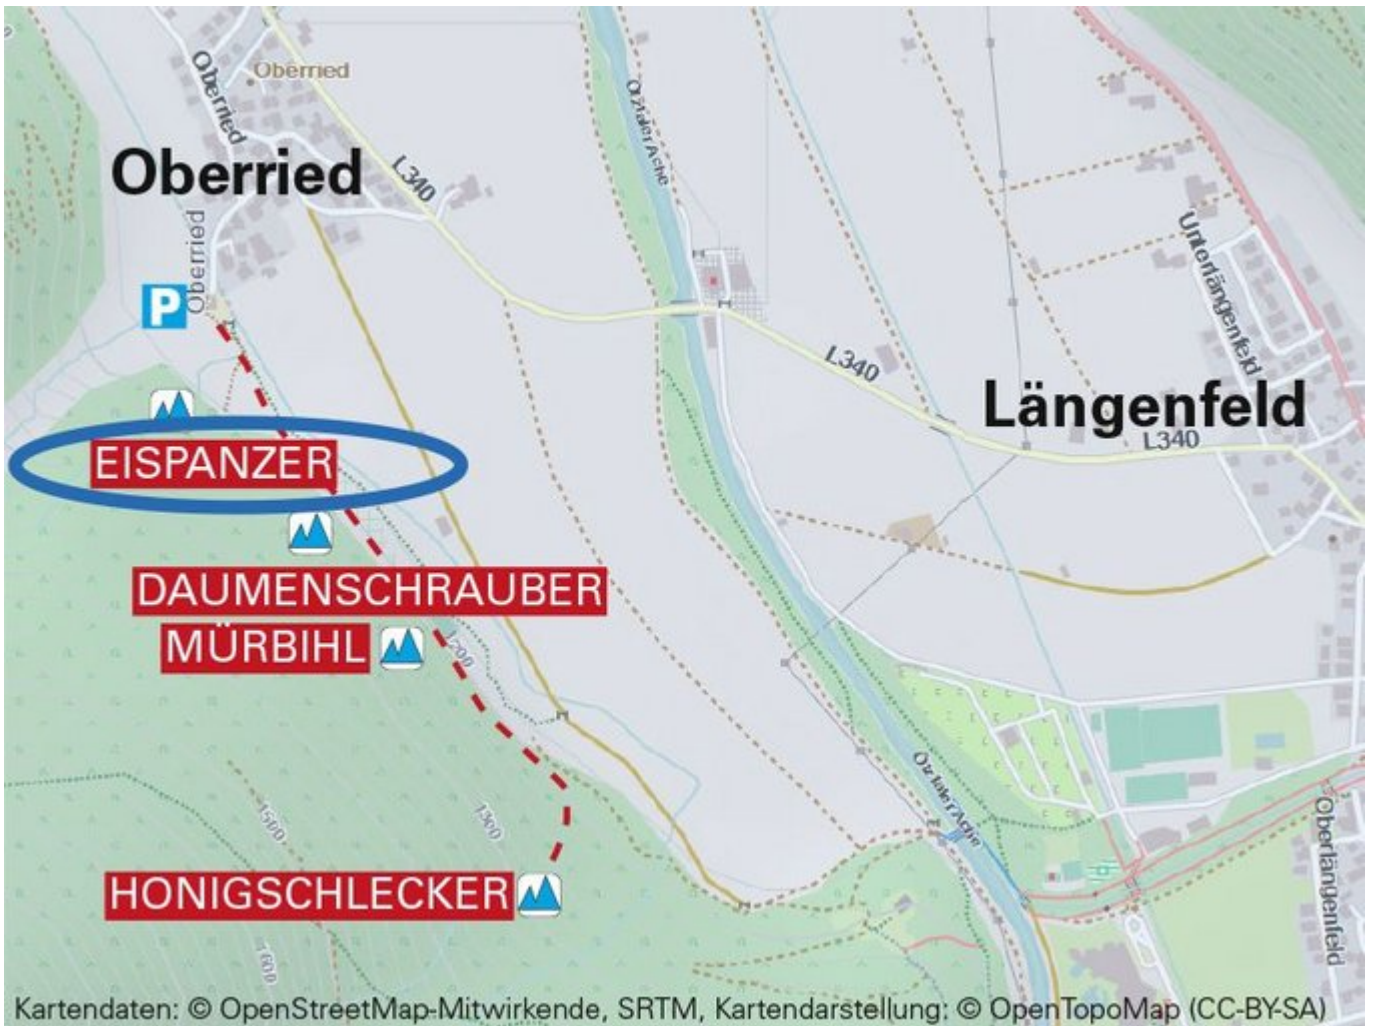 Oberried
Oberried
Oberried
L340
Oberried
P
Ötztaler Ache
Unterlängenfeld
L340
Längenfeld
L340
EISPANZER
DAUMENSCHRAUBER
MÜRBIHL
1200
Ötztaler Ache
1500
1300
Oberlängenfeld
HONIGSCHLECKER
1600
Kartendaten: © OpenStreetMap-Mitwirkende, SRTM, Kartendarstellung: © OpenTopoMap (CC-BY-SA)